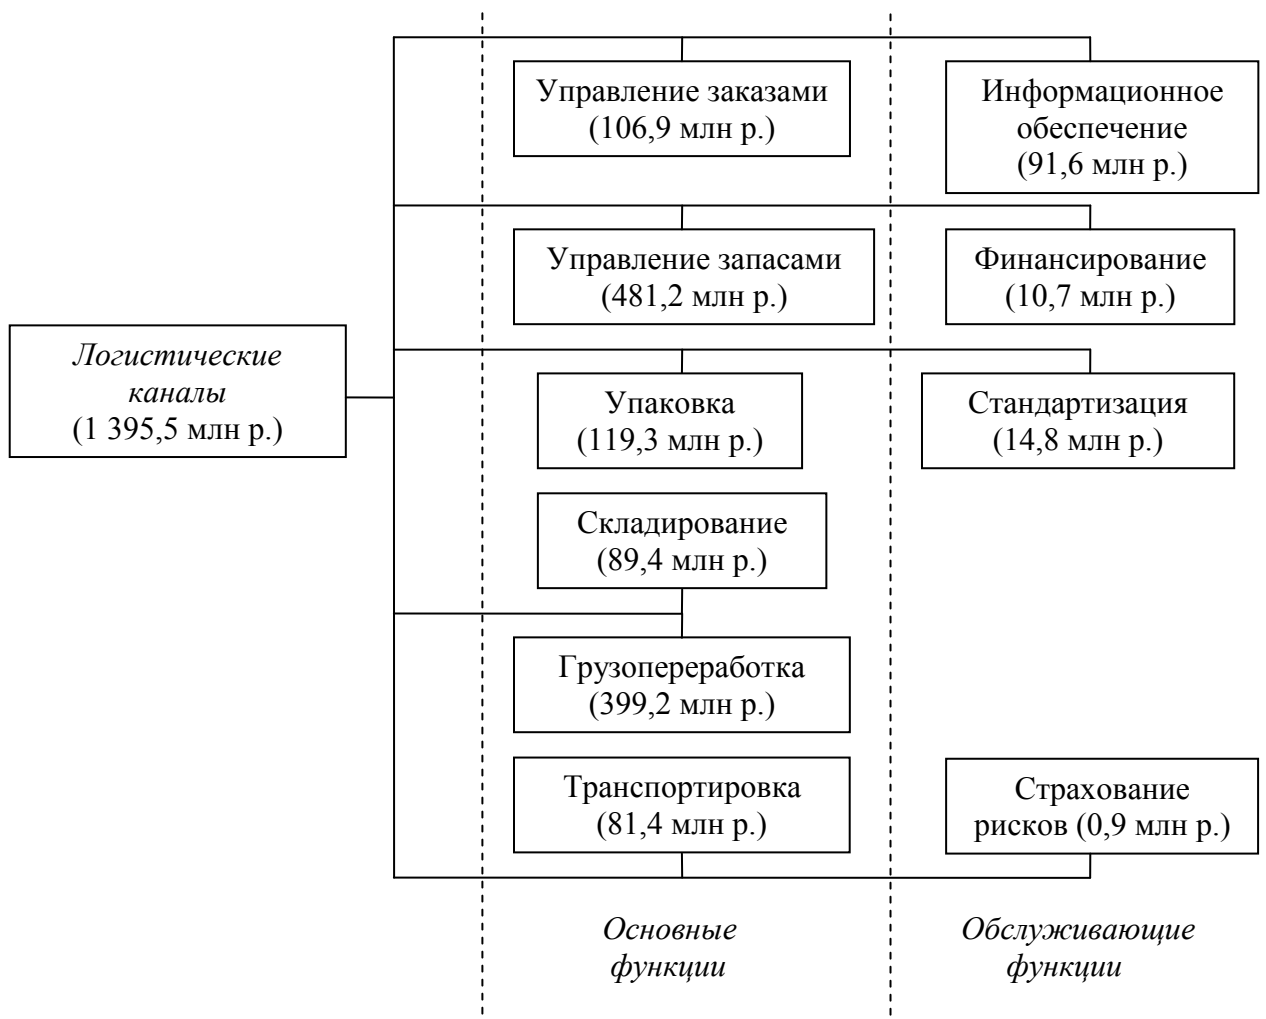 Управление заказами
(106,9 млн р.)
Информационное
обеспечение
(91,6 млн р.)
Управление запасами
(481,2 млн р.)
Финансирование
(10,7 млн р.)
Логистические
каналы
(1 395,5 млн р.)
Упаковка
(119,3 млн р.)
Стандартизация
(14,8 млн р.)
Складирование
(89,4 млн р.)
Грузопереработка
(399,2 млн р.)
Транспортировка
(81,4 млн р.)
Страхование
рисков (0,9 млн р.)
Основные
функции
Обслуживающие
функции